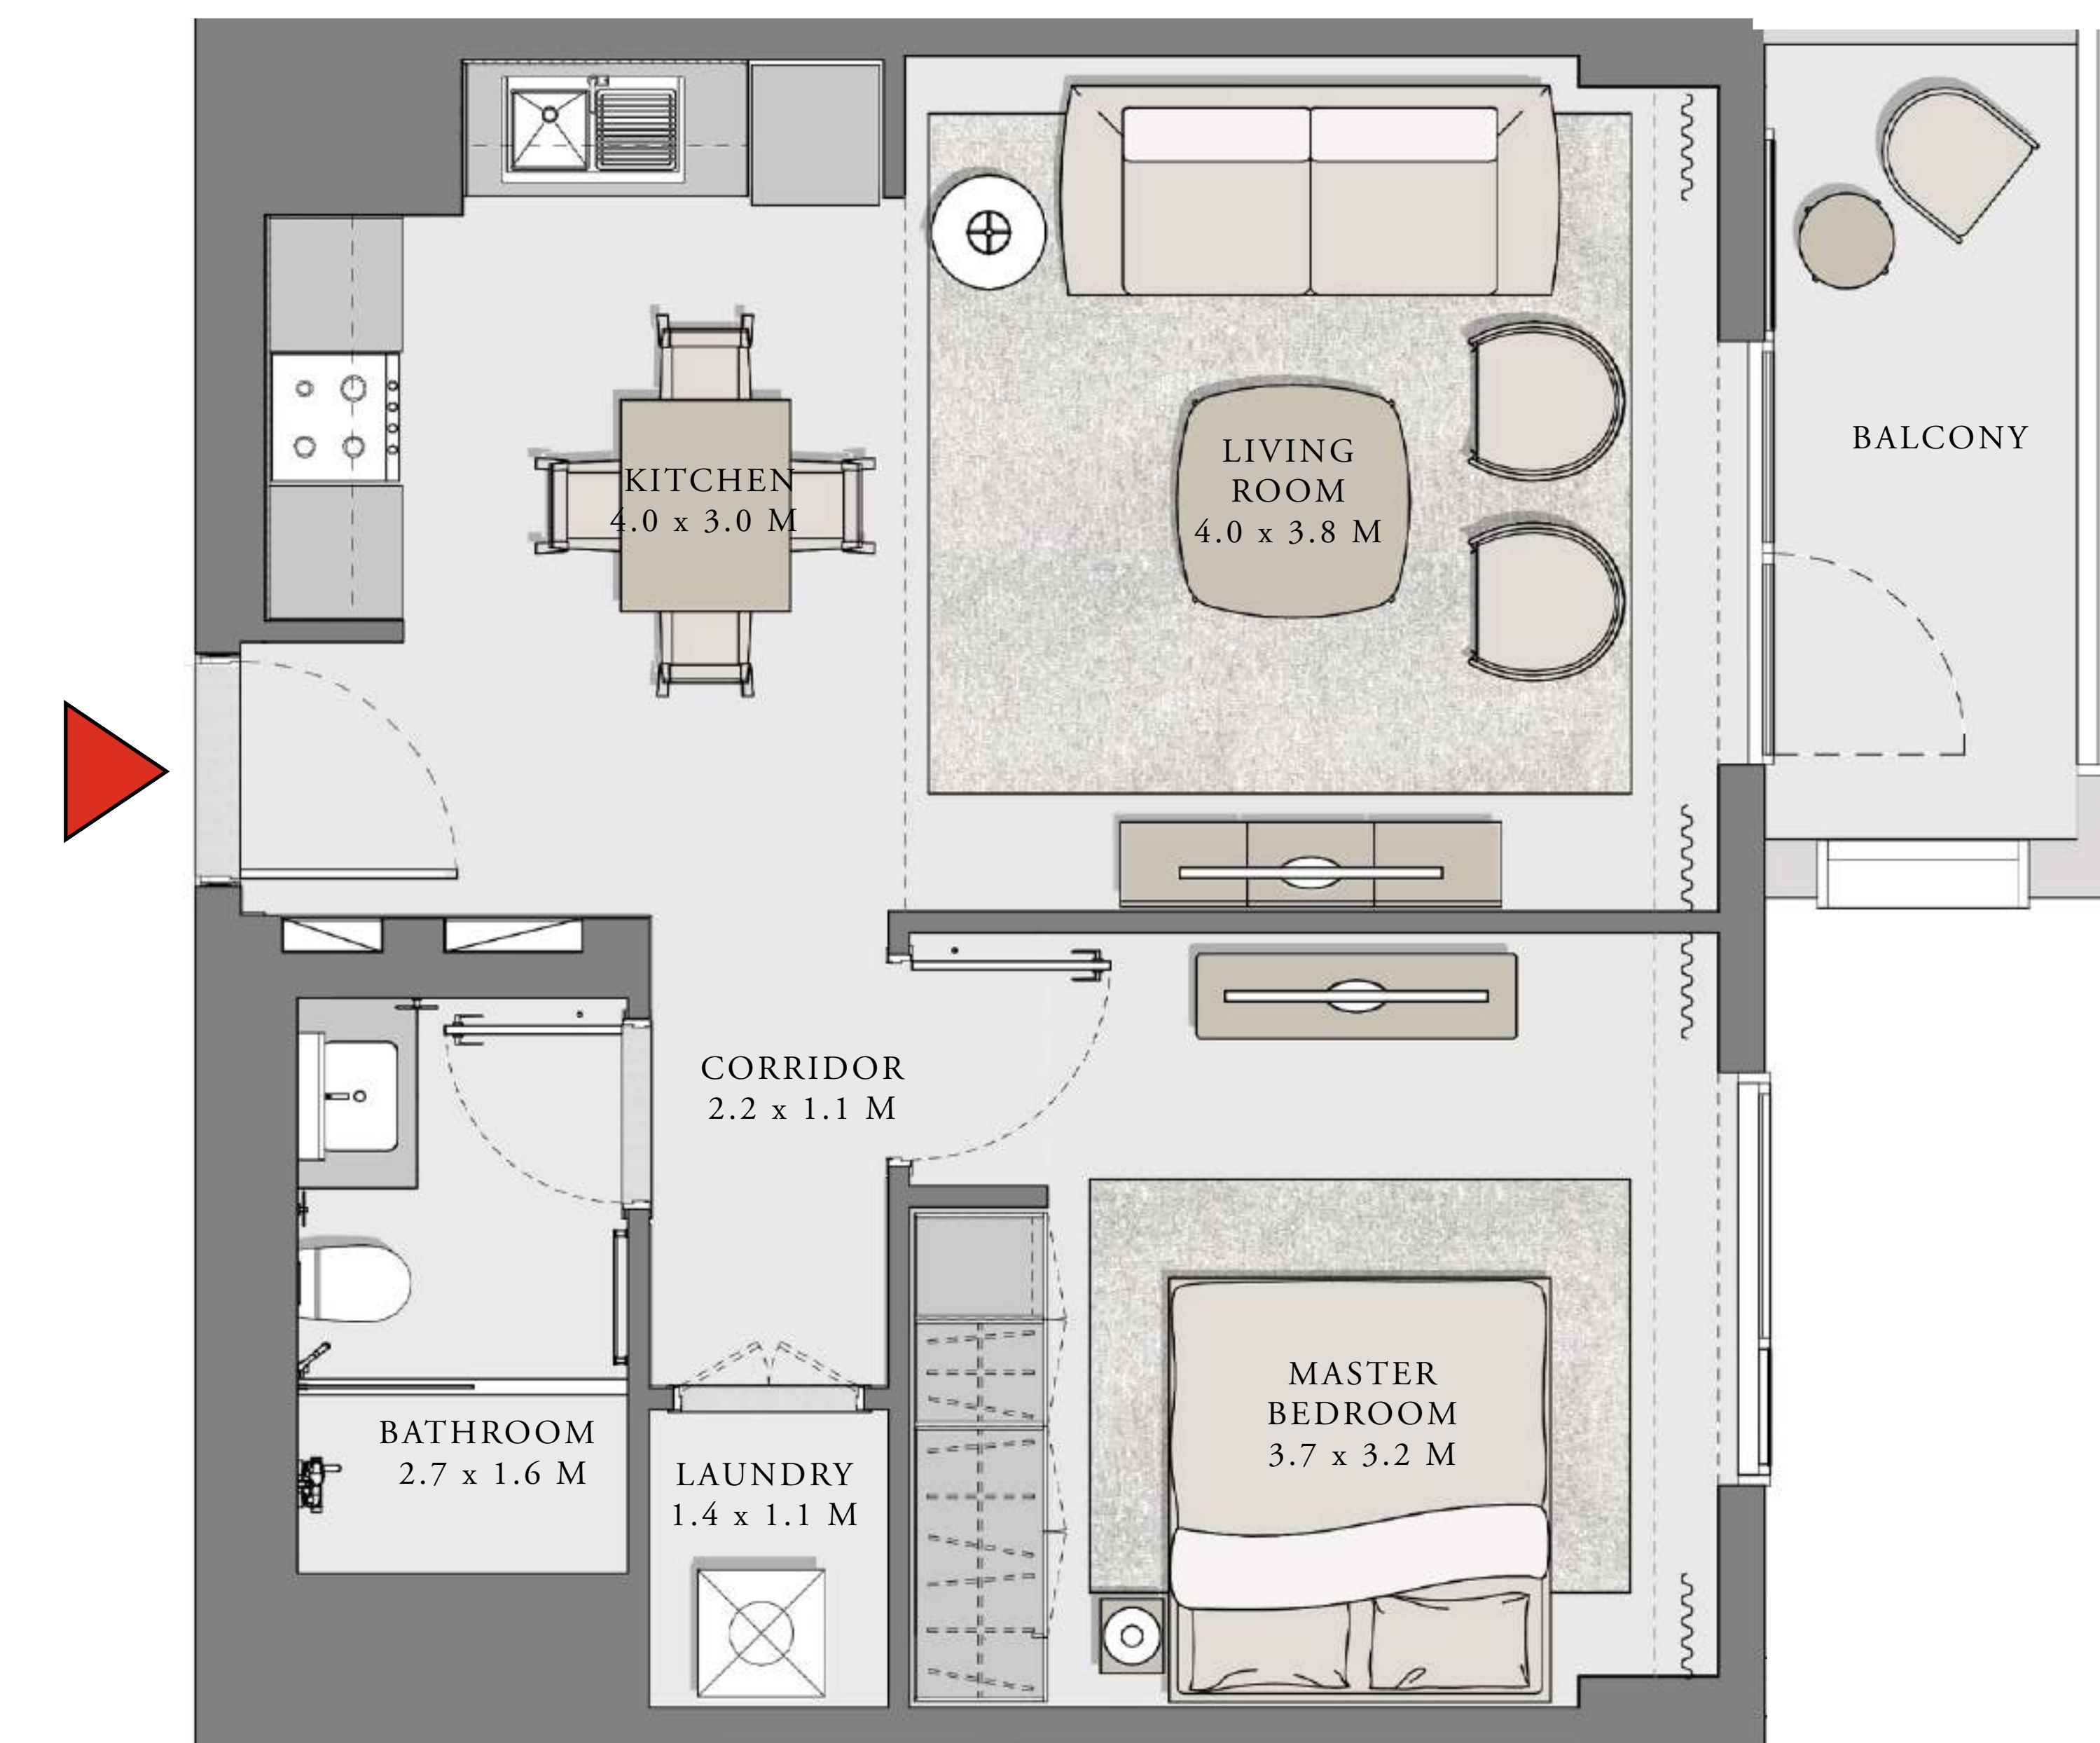 KITCHEN
4.0 x 3.0 M
LIVING
ROOM
4.0 x 3.8 M
BALCONY
CORRIDOR
2.2 x 1.1 M
BATHROOM
2.7 x 1.6 M
LAUNDRY
1.4 x 1.1 M
MASTER
BEDROOM
3.7 x 3.2 M